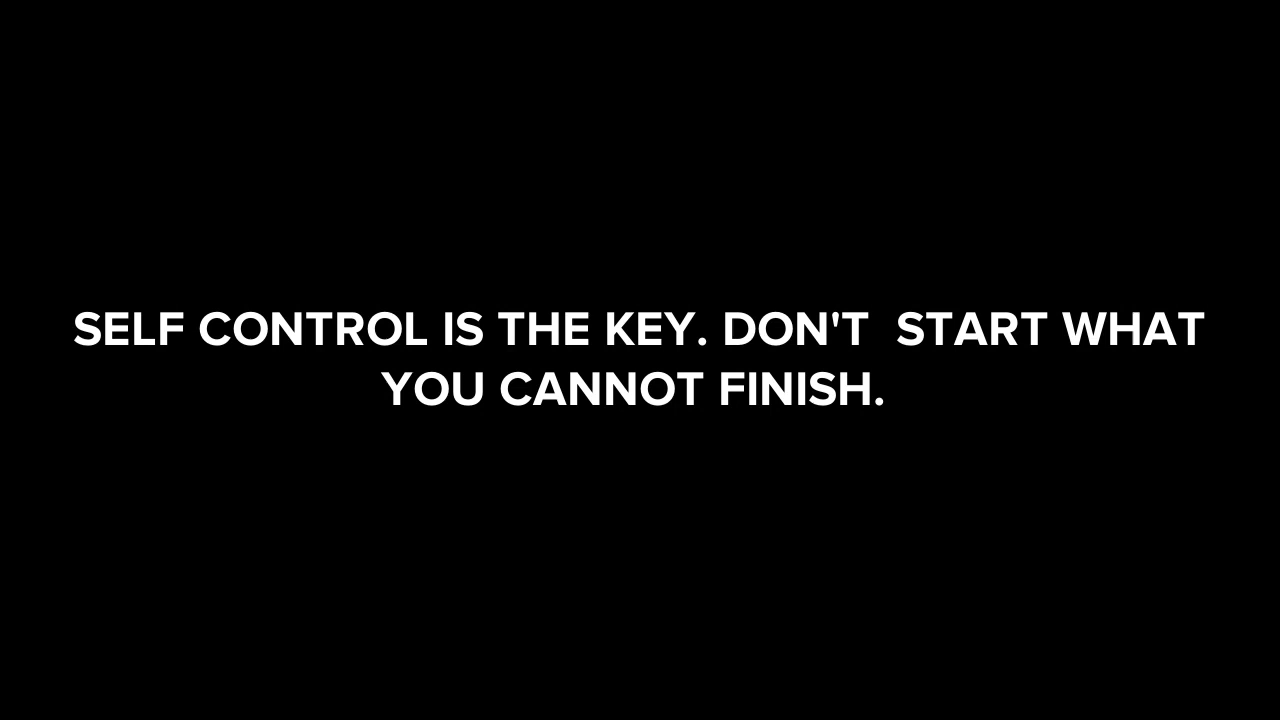 SELF CONTROL IS THE KEY. DON'T  START WHAT
YOU CANNOT FINISH.